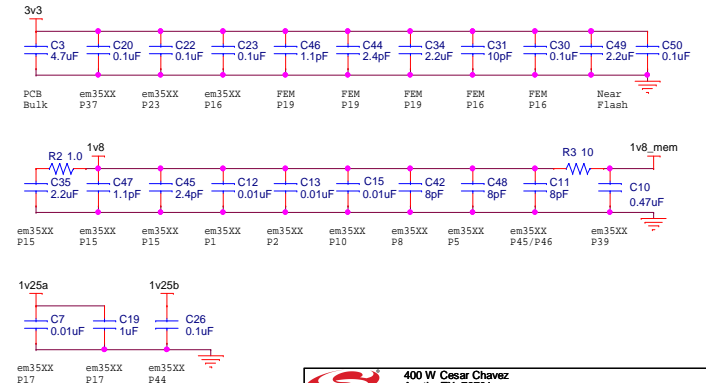 3v3
C3 C20 C22 C23 C46 C44 C34 C31 C30 C49 C50
4.7uF 0.1uF 0.1uF 0.1uF 1.1pF 2.4pF 2.2uF 10pF 0.1uF 2.2uF 0.1uF
PCB em35XX em35XX em35XX FEM FEM FEM FEM FEM Near
Bulk P37 P23 P16 P19 P19 P19 P16 P16 Flash
R2 1.0 1v8 R3 10 1v8_mem
C35 C47 C45 C12 C13 C15 C42 C48 C11 C10
2.2uF 1.1pF 2.4pF 0.01uF 0.01uF 0.01uF 8pF 8pF 8pF 0.47uF
em35XX em35XX em35XX em35XX em35XX em35XX em35XX em35XX em35XX em35XX
P15 P15 P15 P1 P2 P10 P8 P5 P45/P46 P39
1v25a 1v25b
C7 C19 C26
0.01uF 1uF 0.1uF
em35XX em35XX em35XX
P17 P17 P44
400 W Cesar Chavez